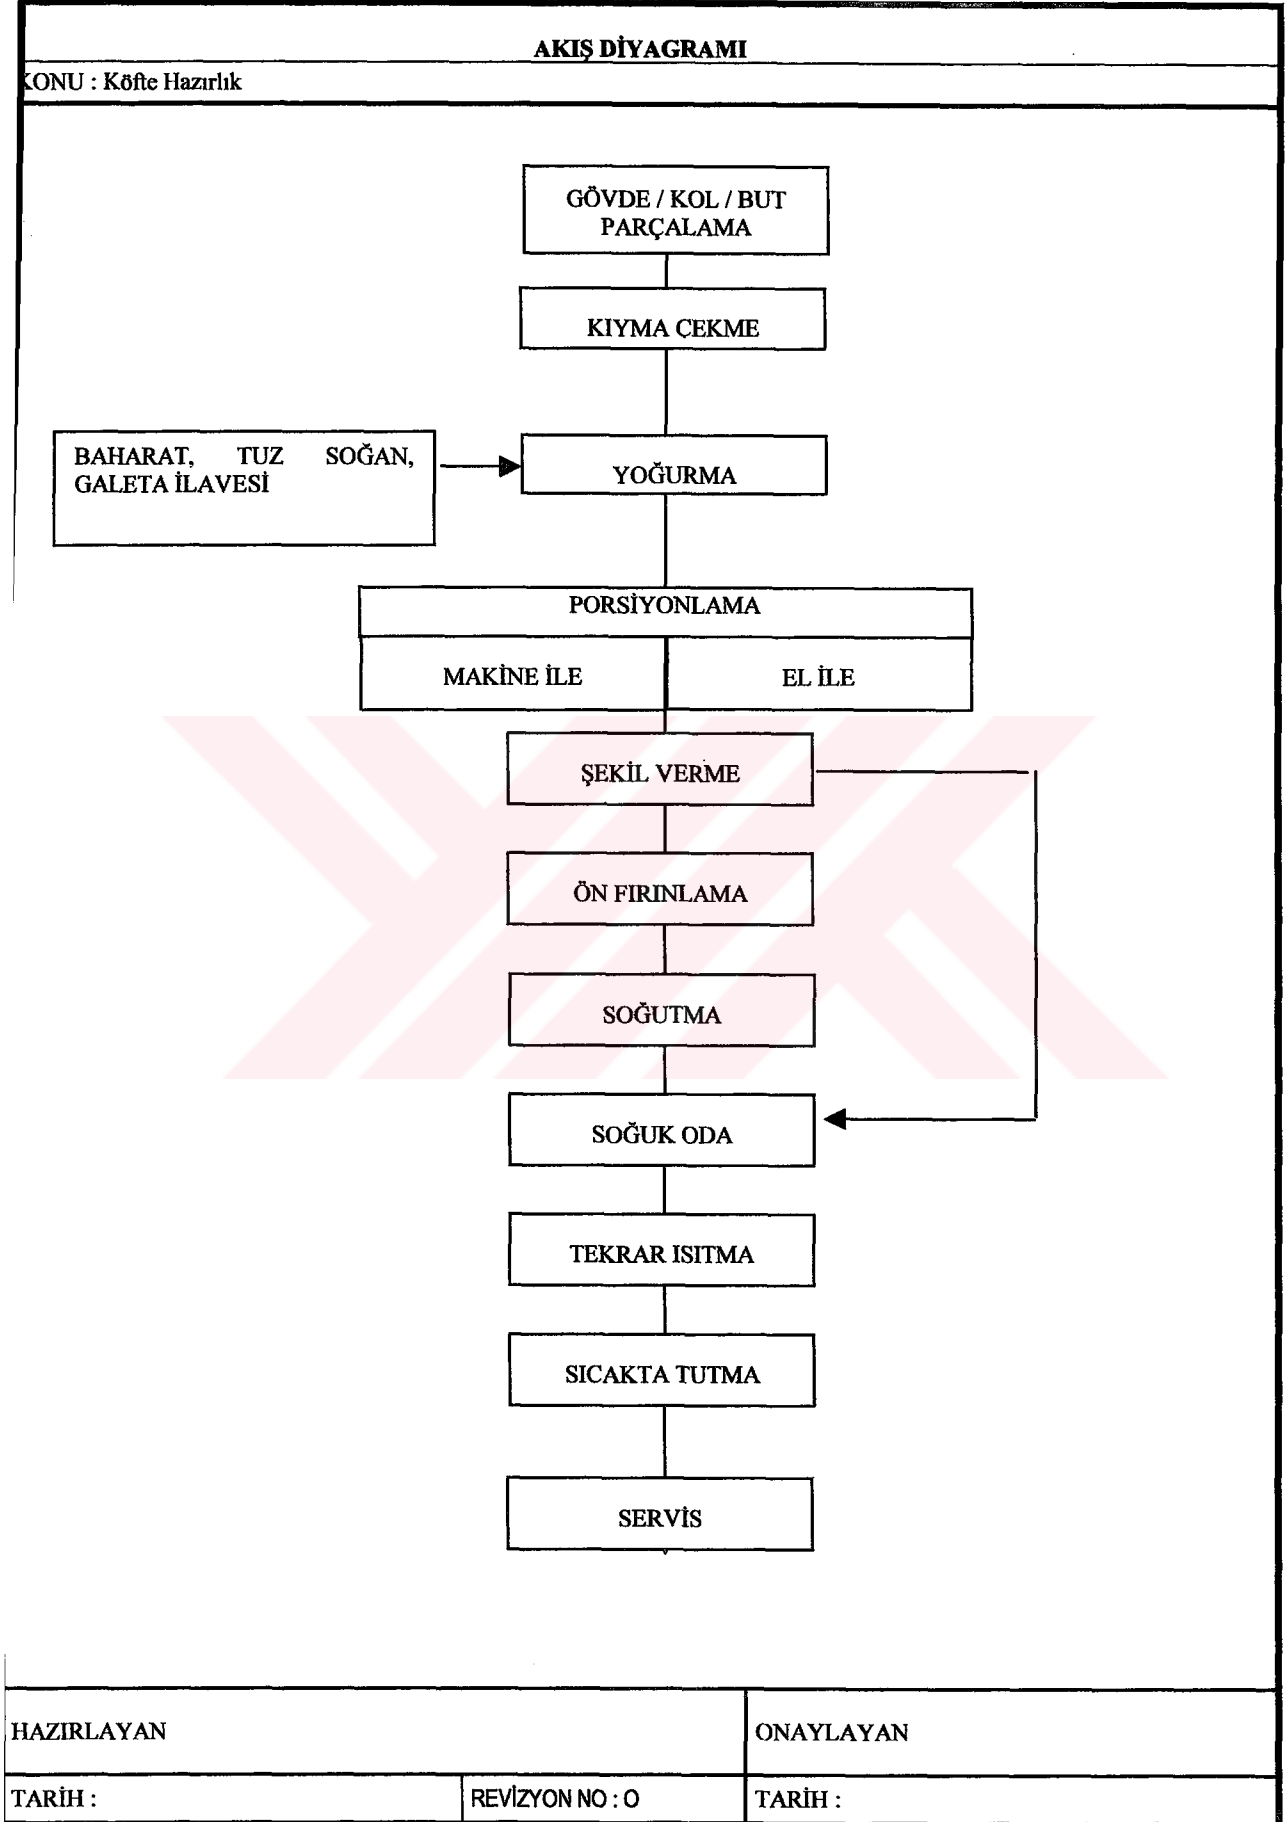 AKIŞ DİYAGRAMI
KONU : Köfte Hazırlık
GÖVDE / KOL / BUT
PARÇALAMA
KIYMA ÇEKME
BAHARAT, TUZ SOĞAN,
GALETA İLAVESİ
YOĞURMA
PORSİYONLAMA
MAKİNE İLE
EL İLE
ŞEKİL VERME
ÖN FIRINLAMA
SOĞUTMA
SOĞUK ODA
TEKRAR ISITMA
SICAKTA TUTMA
SERVİS
HAZIRLAYAN
ONAYLAYAN
TARİH :
REVİZYON NO : O
TARİH :